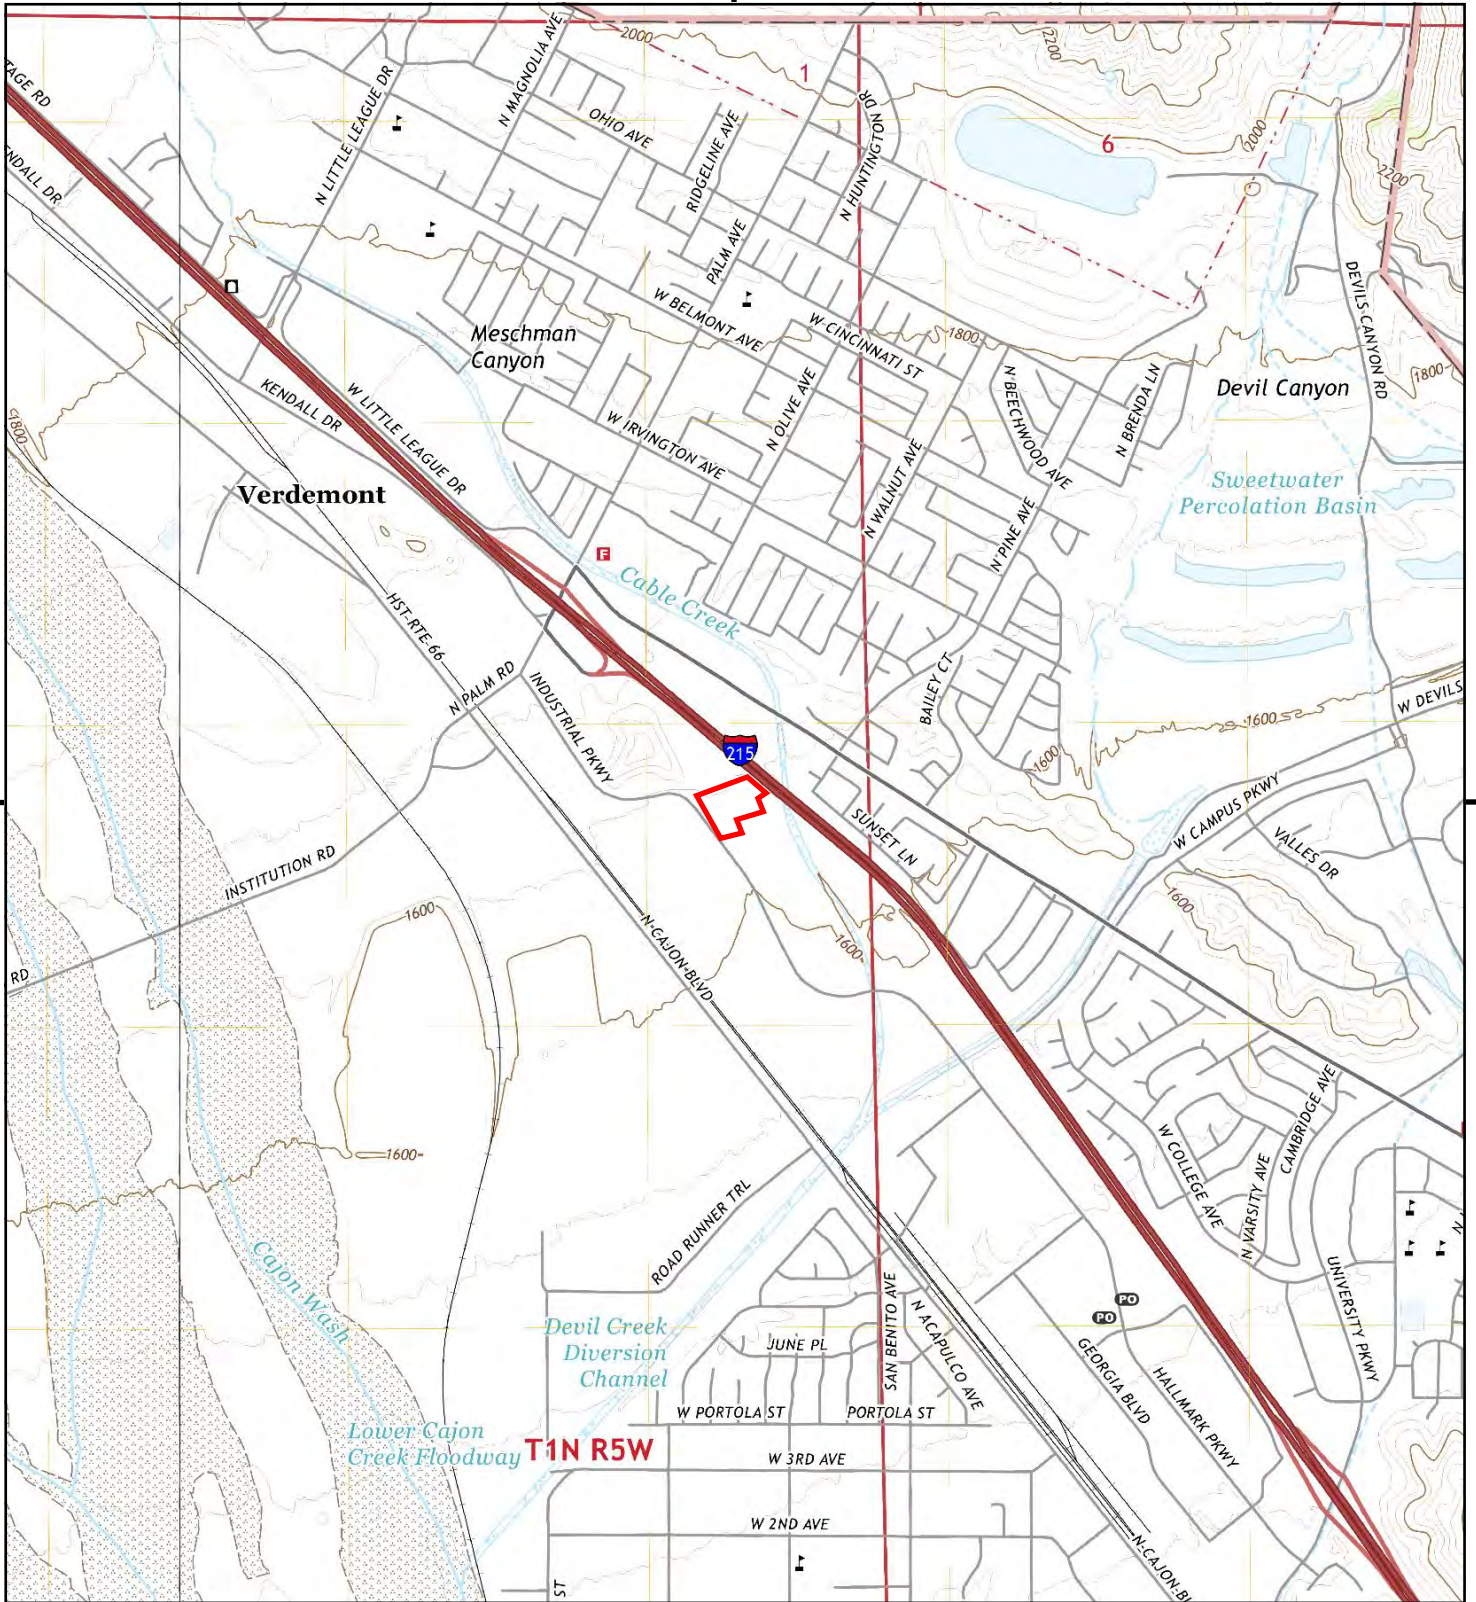 2000
2200
1
TAGE RD
N LITTLE LEAGUE DR
N MAGNOLIA AVE
OHIO AVE
RIDGELINE AVE
N HUNTINGTON DR
6
2000
2200
ENDALL DR
PALM AVE
W BELMONT AVE
W CINCINNATI ST
1800
DEVILS CANYON RD
1800
Meschman
Canyon
Devil Canyon
KENDALL DR
W LITTLE LEAGUE DR
W IRVINGTON AVE
N OLIVE AVE
N BEECHWOOD AVE
N BRENDA LN
1800
Verdemont
N WALNUT AVE
N PINE AVE
Sweetwater
Percolation Basin
F
Cable Creek
HST-RTE-66
N PALM RD
INDUSTRIAL PKWY
BAILEY CT
W DEVILS
1600
1600
215
SUNSET LN
W CAMPUS PKWY
VALLES DR
INSTITUTION RD
1600
1600
1600
RD
N-CAJON-BLVD
CAMBRIDGE AVE
W COLLEGE AVE
N VARSITY AVE
1600
ROAD RUNNER TRL
Cajon Wash
SAN BENITO AVE
N ACAPULCO AVE
UNIVERSITY PKWY
N
PO
PO
Devil Creek
Diversion
Channel
JUNE PL
GEORGIA BLVD
HALLMARK PKWY
W PORTOLA ST
PORTOLA ST
Lower Cajon
Creek Floodway
T1N R5W
W 3RD AVE
W 2ND AVE
N-CAJON-BL
ST